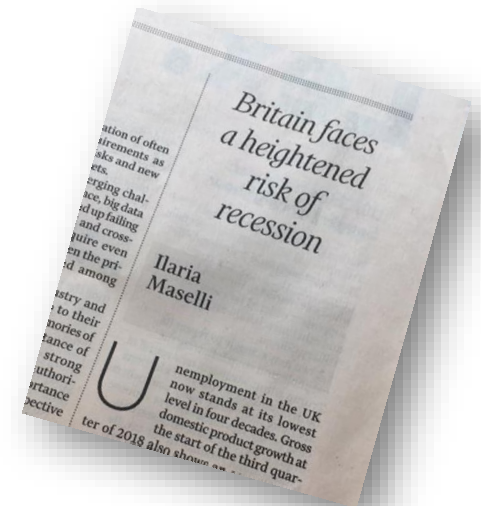 ation of often
irements as
sks and new
ets.
erging chal-
nce, big data
d up failing
and cross-
quire even
en the pri-
ed among
stry and
to their
mories of
tance of
strong
uthori-
ortance
pective
Britain faces
a heightened
risk of
recession
Ilaria
Maselli
Unemployment in the UK
now stands at its lowest
level in four decades. Gross
domestic product growth at
the start of the third quar-
ter of 2018 also shows an